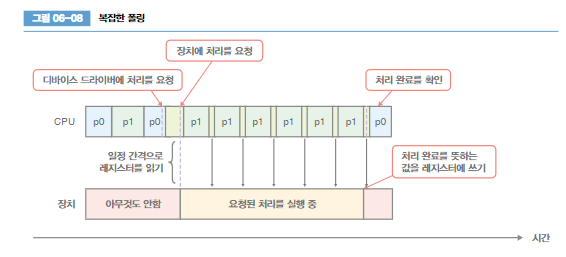 그림 06-08 복잡한 폴링
장치에 처리를 요청
디바이스 드라이버에 처리를 요청
처리 완료를 확인
CPU p0 p1 p0 p1 p1 p1 p1 p1 p1 p0
일정 간격으로
레지스터를 읽기
처리 완료를 뜻하는
값을 레지스터에 쓰기
장치 아무것도 안함 요청된 처리를 실행 중
시간